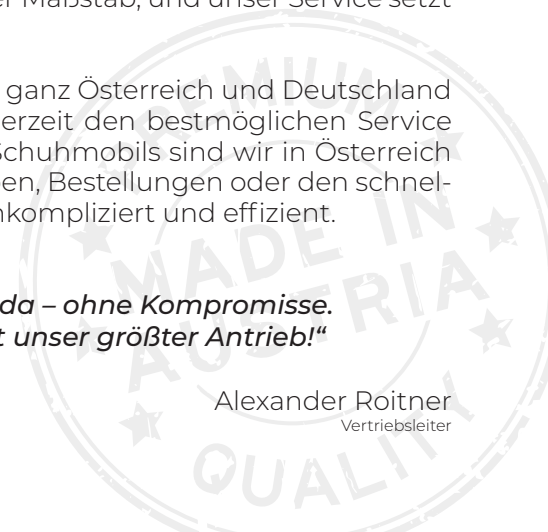 er Maßstab, und unser Service setzt
ganz Österreich und Deutschland
erzeit den bestmöglichen Service
Schuhmobils sind wir in Österreich
en, Bestellungen oder den schnel-
kompliziert und effizient.
da – ohne Kompromisse.
t unser größter Antrieb!“
Alexander Roitner
Vertriebsleiter
PREMIUM
MADE IN
AUSTRIA
QUALITY